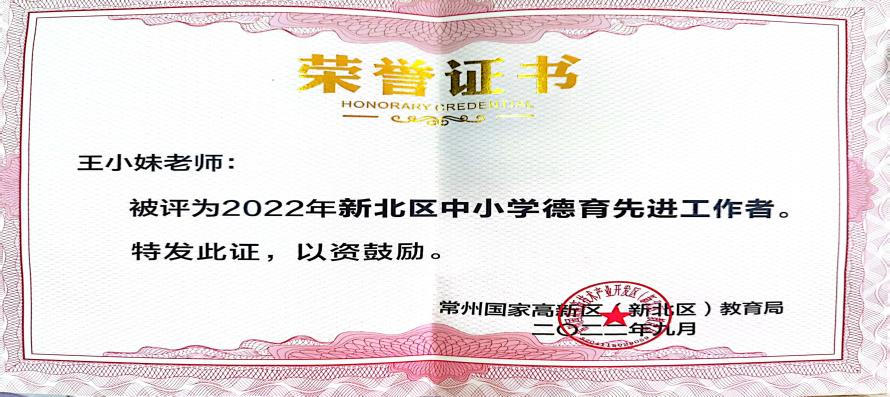 荣誉证书
HONORARY CREDENTIAL
王小妹老师：
被评为2022年新北区中小学德育先进工作者。
特发此证，以资鼓励。
常州国家高新区（新北区）教育局
二〇二二年九月